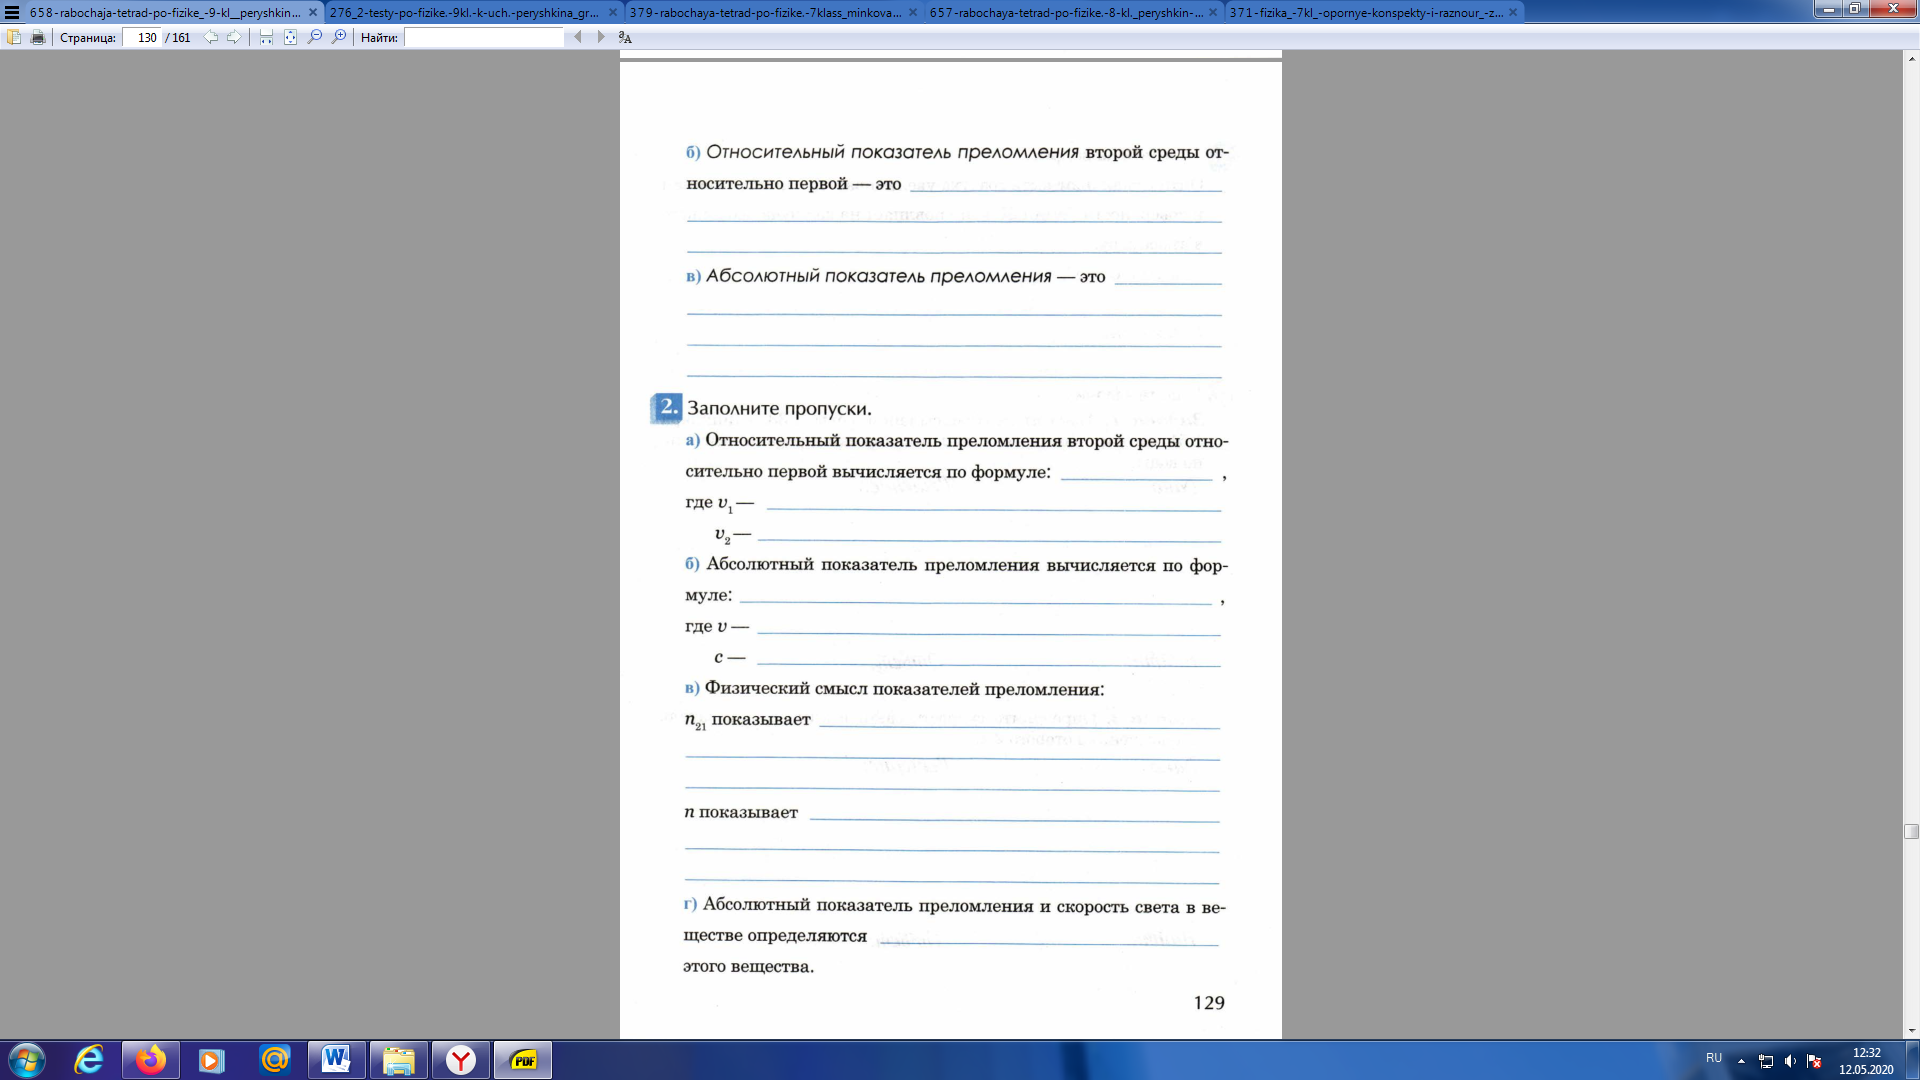 658-rabochaja-tetrad-po-fizike_-9-kl__peryshkin...
276_2-testy-po-fizike.-9kl.-k-uch.-peryshkina_gr...
379-rabochaya-tetrad-po-fizike.-7klass_minkova...
657-rabochaya-tetrad-po-fizike.-8-kl._peryshkin-...
371-fizika_-7kl_-opornye-konspekty-i-raznour_-z...
Страница: 130 / 161 Найти:
б) Относительный показатель преломления второй среды от-
носительно первой — это
в) Абсолютный показатель преломления — это
2. Заполните пропуски.
а) Относительный показатель преломления второй среды отно-
сительно первой вычисляется по формуле: ,
где v₁ —
v₂ —
б) Абсолютный показатель преломления вычисляется по фор-
муле: ,
где v —
c —
в) Физический смысл показателей преломления:
n₂₁ показывает
n показывает
г) Абсолютный показатель преломления и скорость света в ве-
ществе определяются
этого вещества.
129
RU
12:32
12.05.2020
PDF